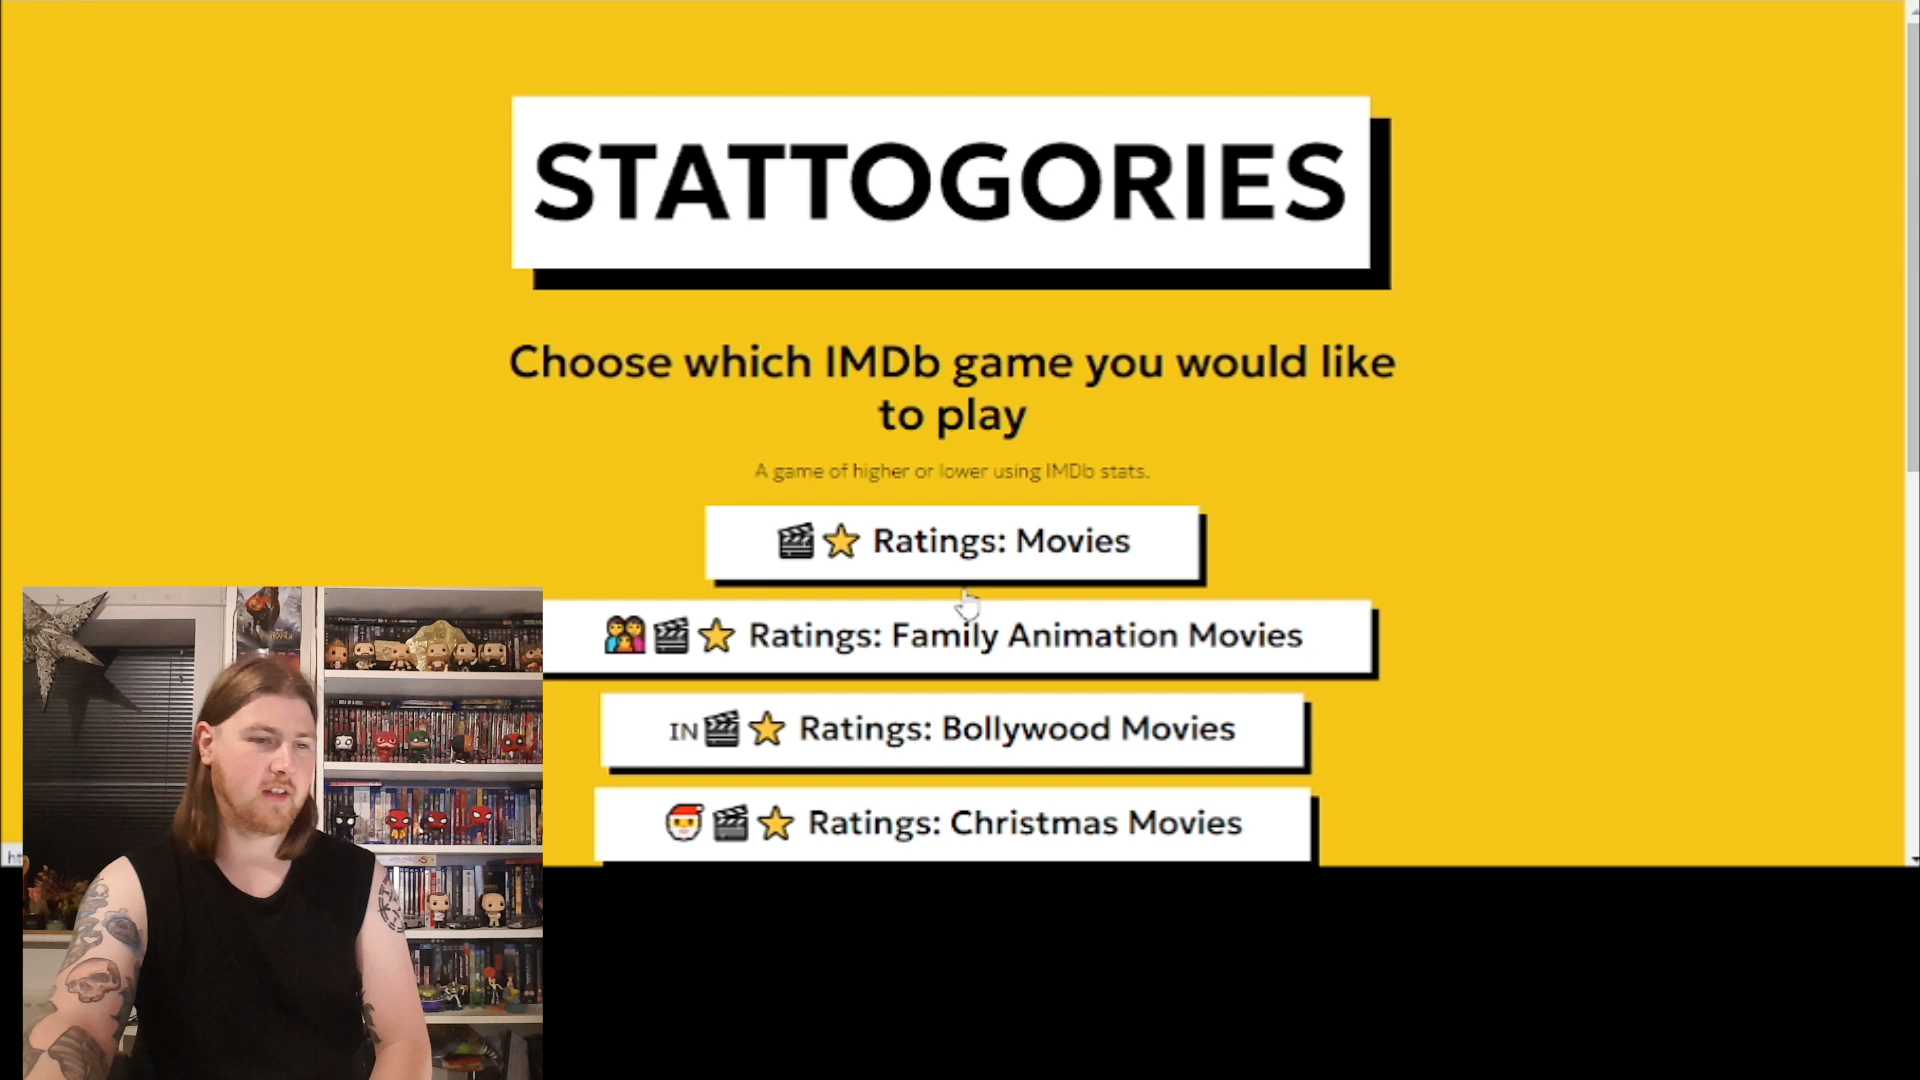 STATTOGORIES
Choose which IMDb game you would like
to play
A game of higher or lower using IMDb stats.
Ratings: Movies
Ratings: Family Animation Movies
IN Ratings: Bollywood Movies
Ratings: Christmas Movies